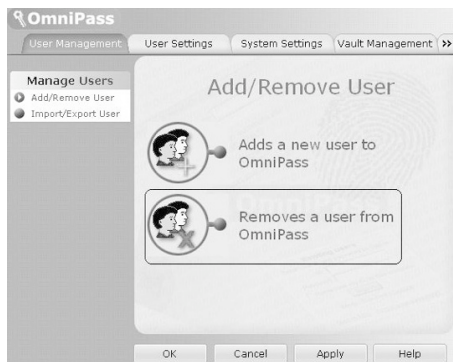 OmniPass
User Management User Settings System Settings Vault Management
Manage Users
Add/Remove User
Import/Export User
Add/Remove User
Adds a new user to
OmniPass
Removes a user from
OmniPass
OK Cancel Apply Help